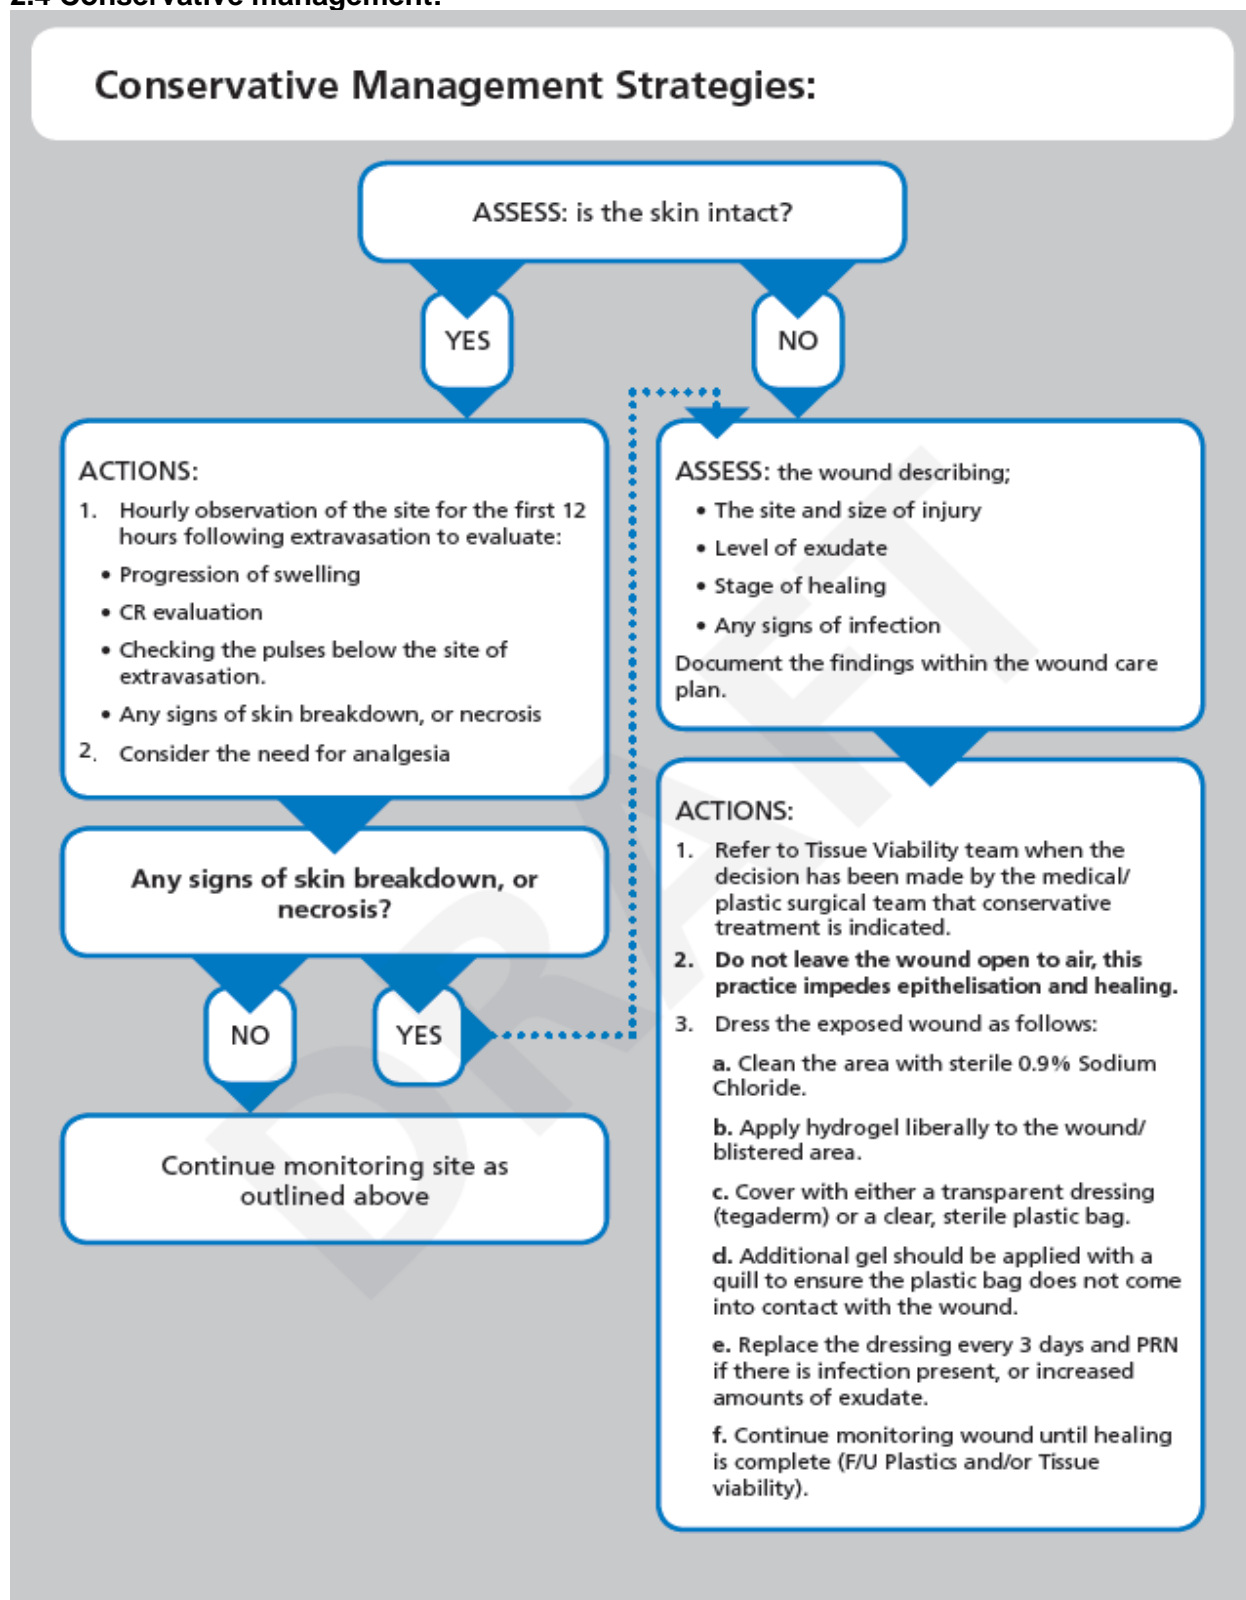 2.4 Conservative management:
Conservative Management Strategies:
ASSESS: is the skin intact?
YES
NO
ACTIONS:
1. Hourly observation of the site for the first 12
hours following extravasation to evaluate:
• Progression of swelling
• CR evaluation
• Checking the pulses below the site of
extravasation.
• Any signs of skin breakdown, or necrosis
2. Consider the need for analgesia
Any signs of skin breakdown, or
necrosis?
NO
YES
Continue monitoring site as
outlined above
ASSESS: the wound describing;
• The site and size of injury
• Level of exudate
• Stage of healing
• Any signs of infection
Document the findings within the wound care
plan.
ACTIONS:
1. Refer to Tissue Viability team when the
decision has been made by the medical/
plastic surgical team that conservative
treatment is indicated.
2. Do not leave the wound open to air, this
practice impedes epithelisation and healing.
3. Dress the exposed wound as follows:
a. Clean the area with sterile 0.9% Sodium
Chloride.
b. Apply hydrogel liberally to the wound/
blistered area.
c. Cover with either a transparent dressing
(tegaderm) or a clear, sterile plastic bag.
d. Additional gel should be applied with a
quill to ensure the plastic bag does not come
into contact with the wound.
e. Replace the dressing every 3 days and PRN
if there is infection present, or increased
amounts of exudate.
f. Continue monitoring wound until healing
is complete (F/U Plastics and/or Tissue
viability).
DRAFT